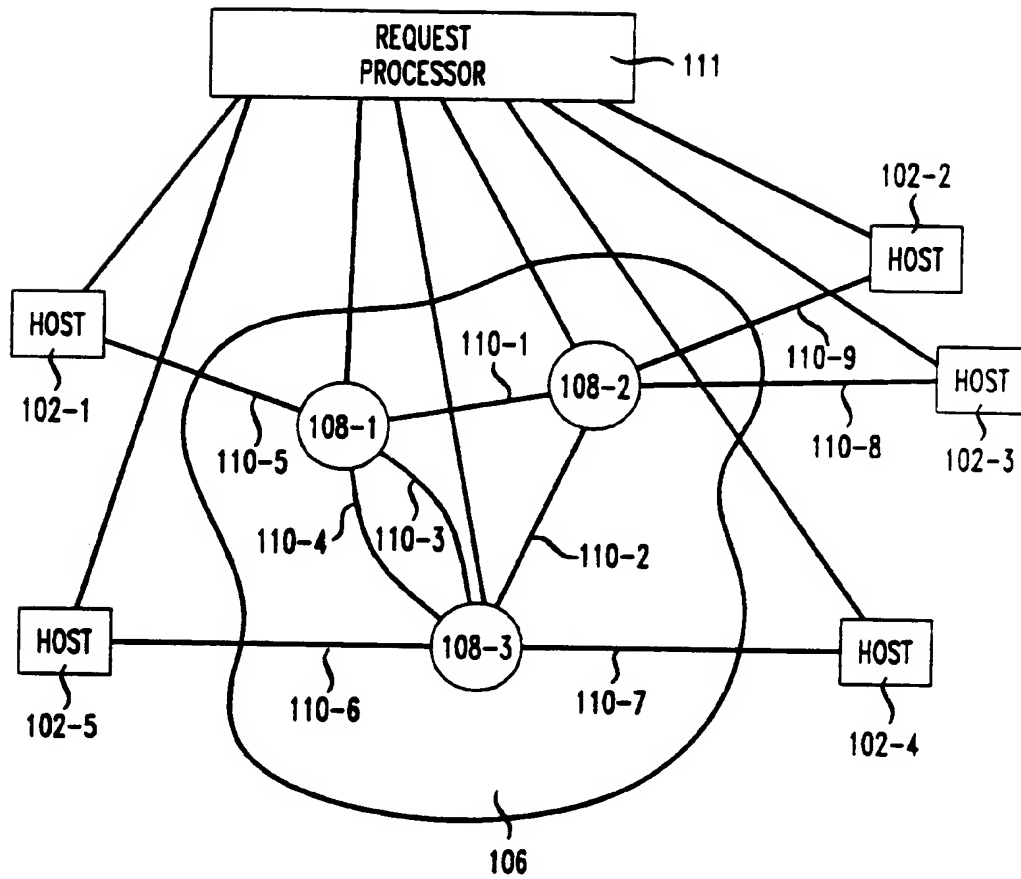 REQUEST
PROCESSOR
111
102-2
HOST
HOST
102-1
110-1
110-9
HOST
102-3
108-2
108-1
110-5
110-8
110-4
110-3
110-2
HOST
102-5
108-3
HOST
102-4
110-6
110-7
106